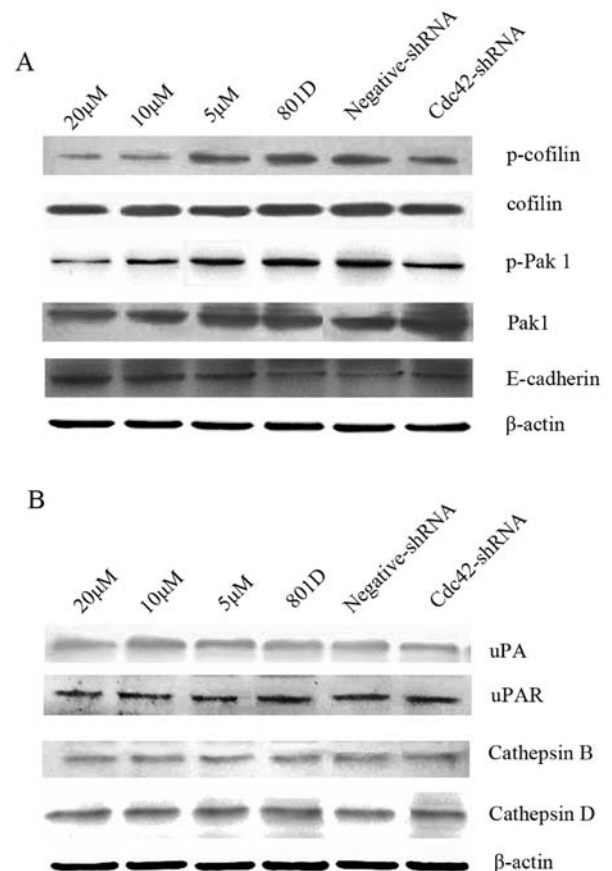 A
20µM 10µM 5µM 801D Negative-shRNA Cdc42-shRNA
p-cofilin
cofilin
p-Pak 1
Pak1
E-cadherin
β-actin
B
20µM 10µM 5µM 801D Negative-shRNA Cdc42-shRNA
uPA
uPAR
Cathepsin B
Cathepsin D
β-actin